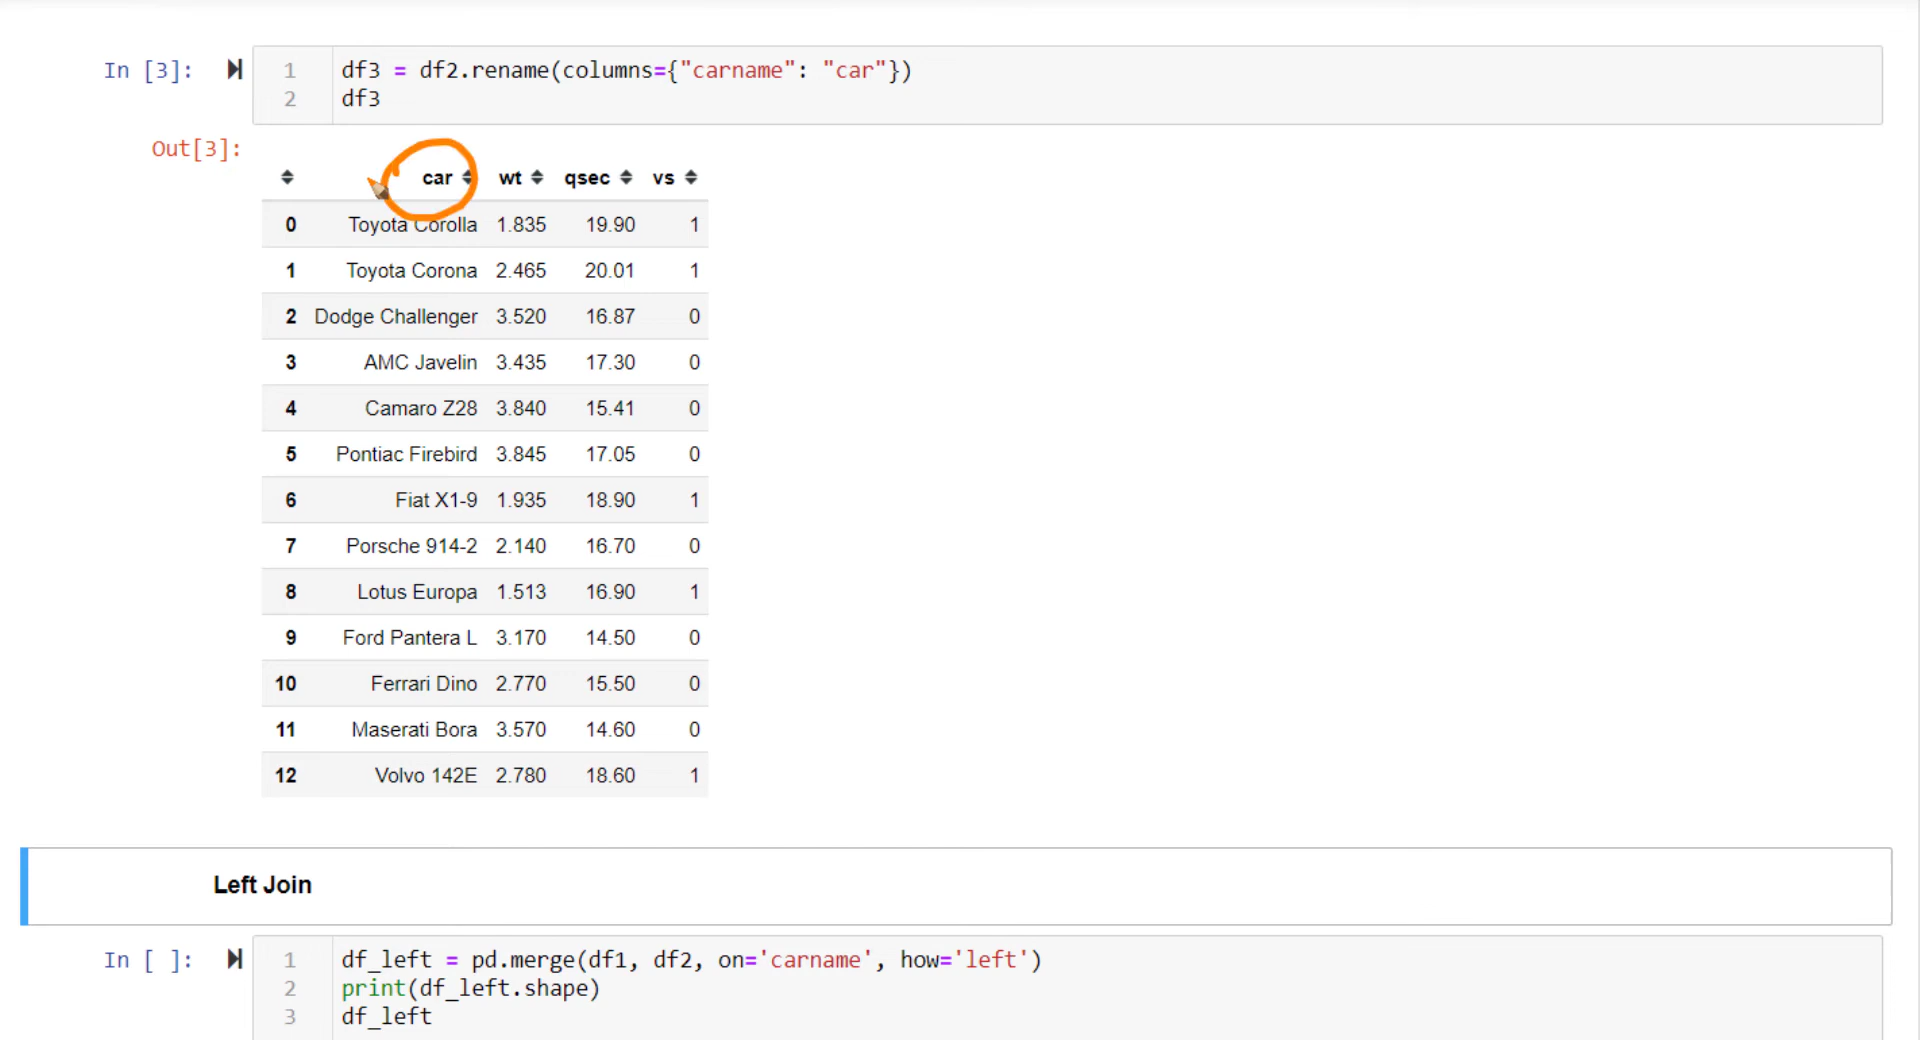 In [3]:
1 df3 = df2.rename(columns={"carname": "car"})
2 df3
Out[3]:
car wt qsec vs
0 Toyota Corolla 1.835 19.90 1
1 Toyota Corona 2.465 20.01 1
2 Dodge Challenger 3.520 16.87 0
3 AMC Javelin 3.435 17.30 0
4 Camaro Z28 3.840 15.41 0
5 Pontiac Firebird 3.845 17.05 0
6 Fiat X1-9 1.935 18.90 1
7 Porsche 914-2 2.140 16.70 0
8 Lotus Europa 1.513 16.90 1
9 Ford Pantera L 3.170 14.50 0
10 Ferrari Dino 2.770 15.50 0
11 Maserati Bora 3.570 14.60 0
12 Volvo 142E 2.780 18.60 1
Left Join
In [ ]:
1 df_left = pd.merge(df1, df2, on='carname', how='left')
2 print(df_left.shape)
3 df_left